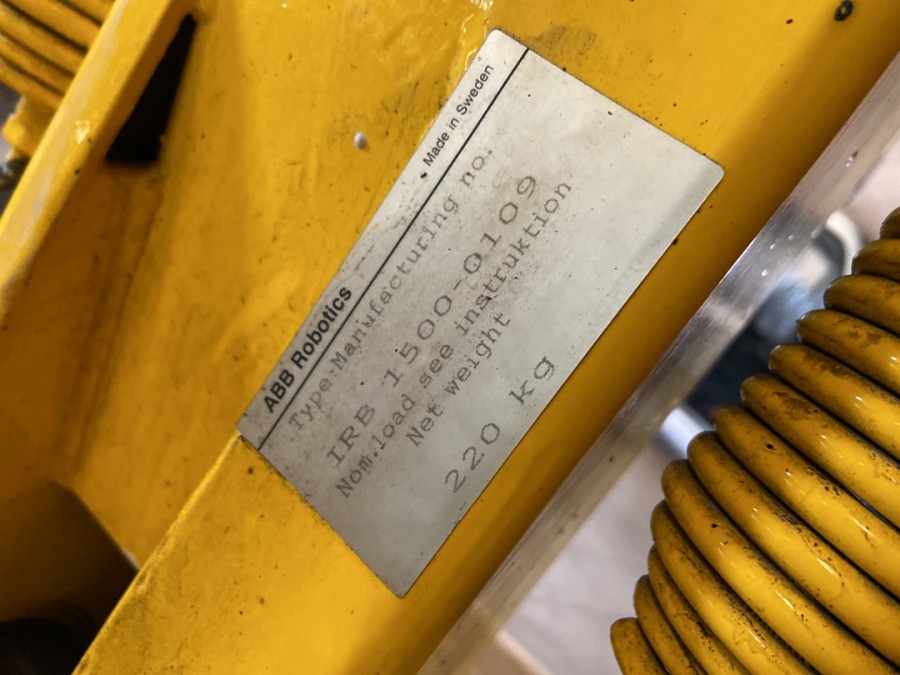 ABB Robotics Made in Sweden
Type:Manufacturing no.
IRB 1500-0109
Nom.load see instruktion
Net weight
220 kg